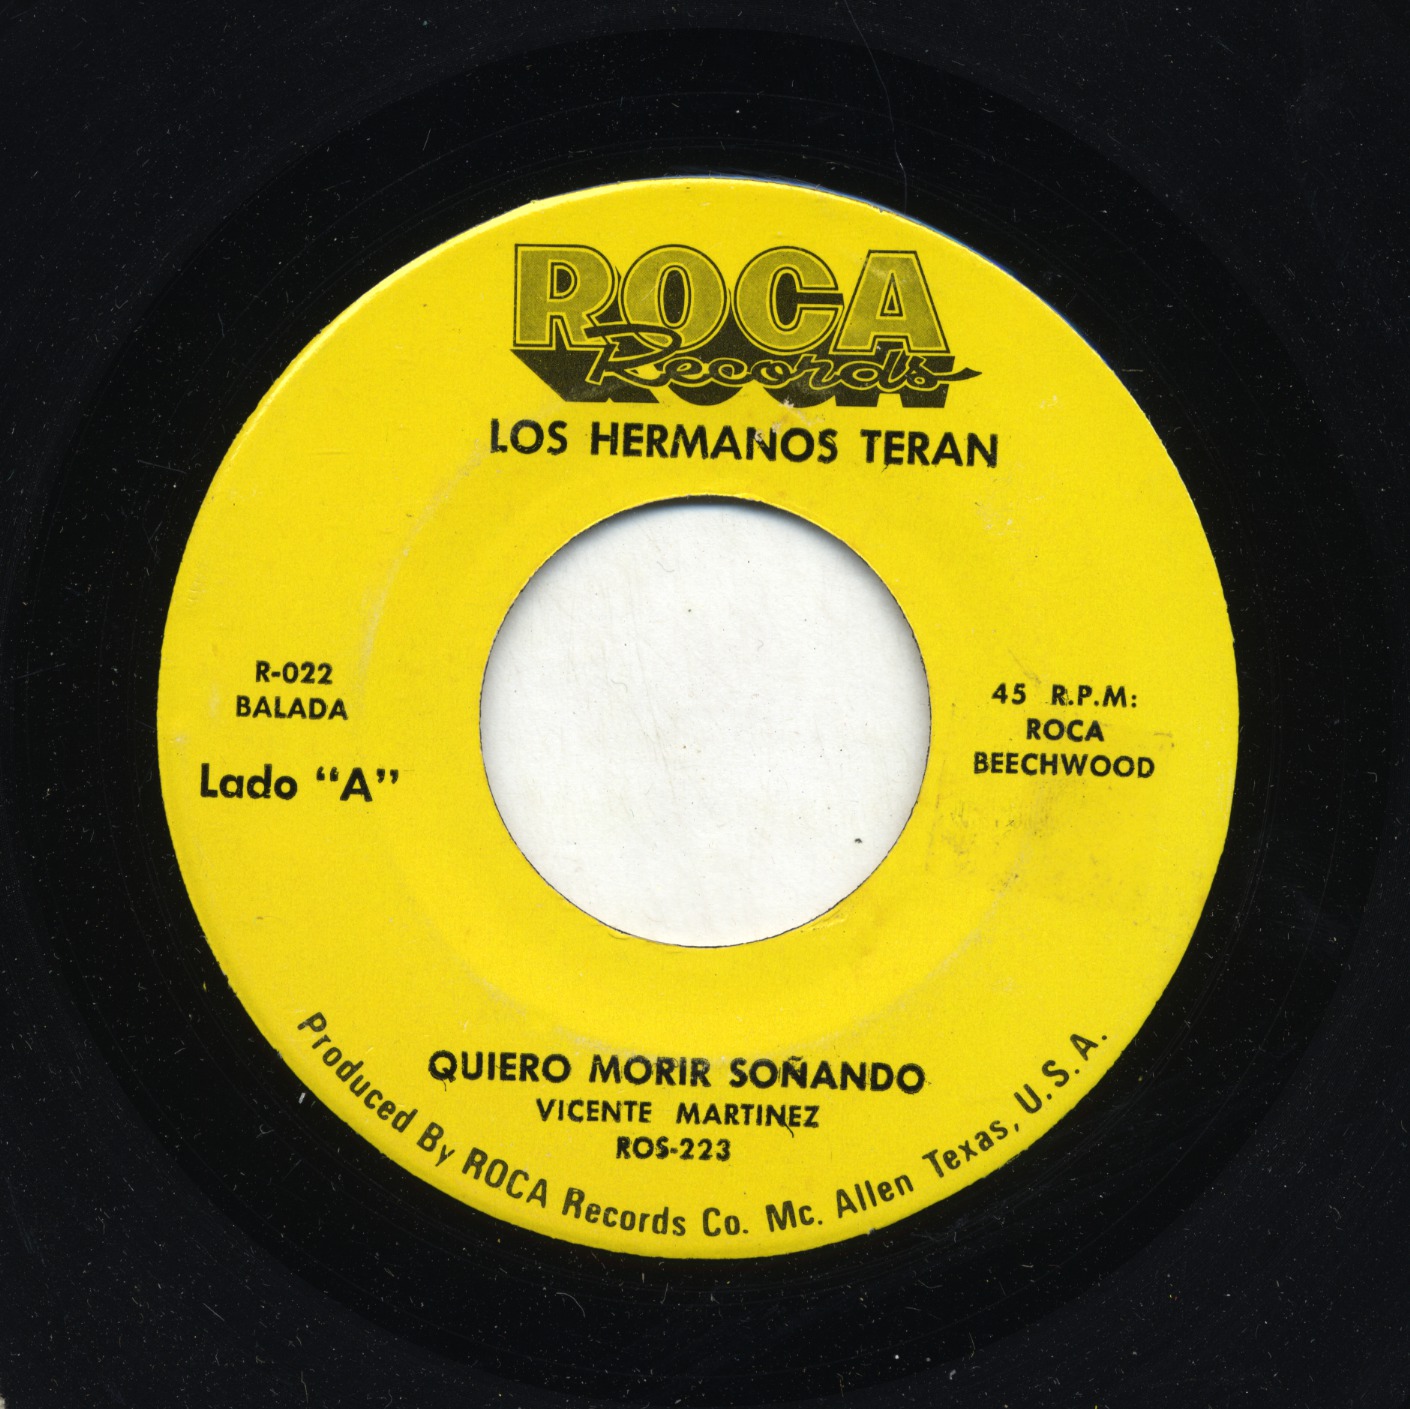 ROCA
Records
LOS HERMANOS TERAN
R-022
BALADA
Lado “A”
45 R.P.M:
ROCA
BEECHWOOD
QUIERO MORIR SOÑANDO
VICENTE MARTINEZ
ROS-223
Produced By ROCA Records Co. Mc. Allen Texas, U.S.A.